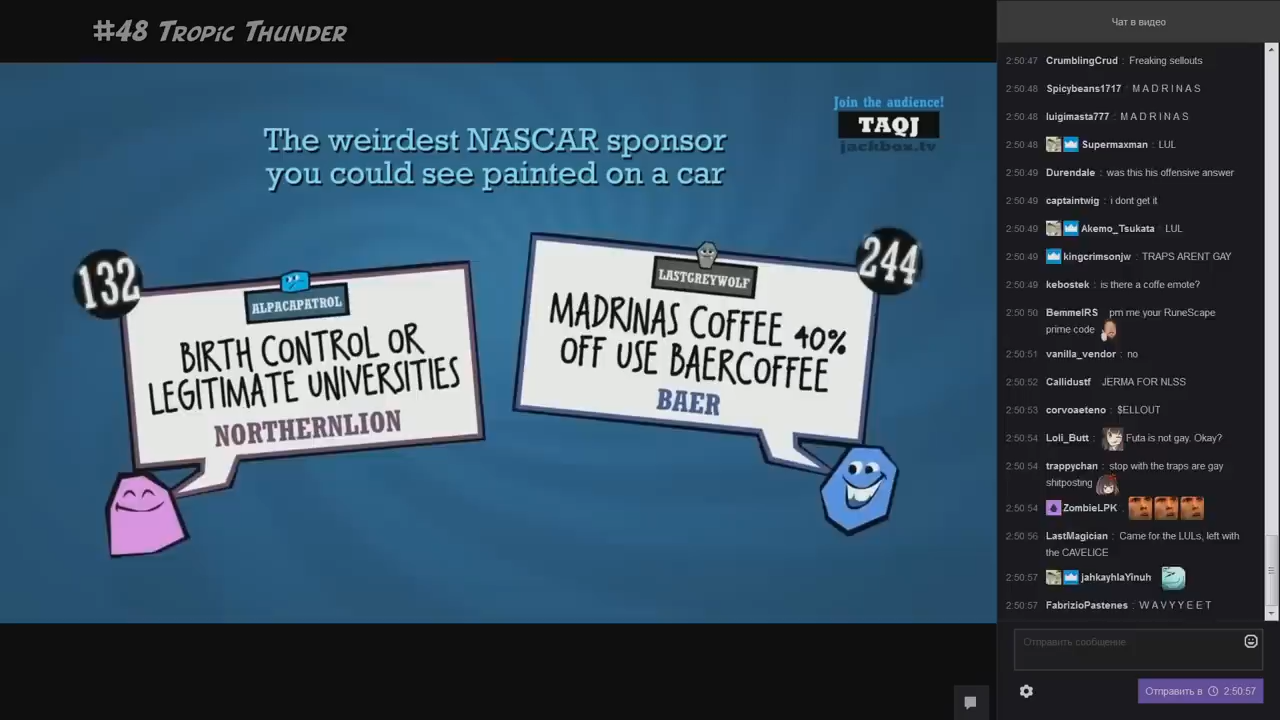 #48 Tropic Thunder
Join the audience!
TAQJ
jackbox.tv
The weirdest NASCAR sponsor
you could see painted on a car
132
ALPACAPATROL
BIRTH CONTROL OR
LEGITIMATE UNIVERSITIES
NORTHERNLION
244
LASTGREYWOLF
MADRINAS COFFEE 40%
OFF USE BAERCOFFEE
BAER
Чат в видео
2:50:47 CrumblingCrud : Freaking sellouts
2:50:48 Spicybeans1717 M A D R I N A S
2:50:48 luigimasta777 : M A D R I N A S
2:50:48 Supermaxman : LUL
2:50:49 Durendale : was this his offensive answer
2:50:49 captaintwig : i dont get it
2:50:49 Akemo_Tsukata : LUL
2:50:49 kingcrimsonjw : TRAPS ARENT GAY
2:50:49 kebostek : is there a coffe emote?
2:50:50 BemmelRS : pm me your RuneScape
prime code
2:50:51 vanilla_vendor : no
2:50:52 Callidustf : JERMA FOR NLSS
2:50:53 corvoaeteno : $ELLOUT
2:50:54 Loli_Butt : Futa is not gay. Okay?
2:50:54 trappychan : stop with the traps are gay
shitposting
2:50:54 ZombieLPK :
2:50:56 LastMagician : Came for the LULs, left with
the CAVELICE
2:50:57 jahkayhlaYinuh
2:50:57 FabrizioPastenes : W A V Y Y E E T
Отправить сообщение
Отправить в 2:50:57